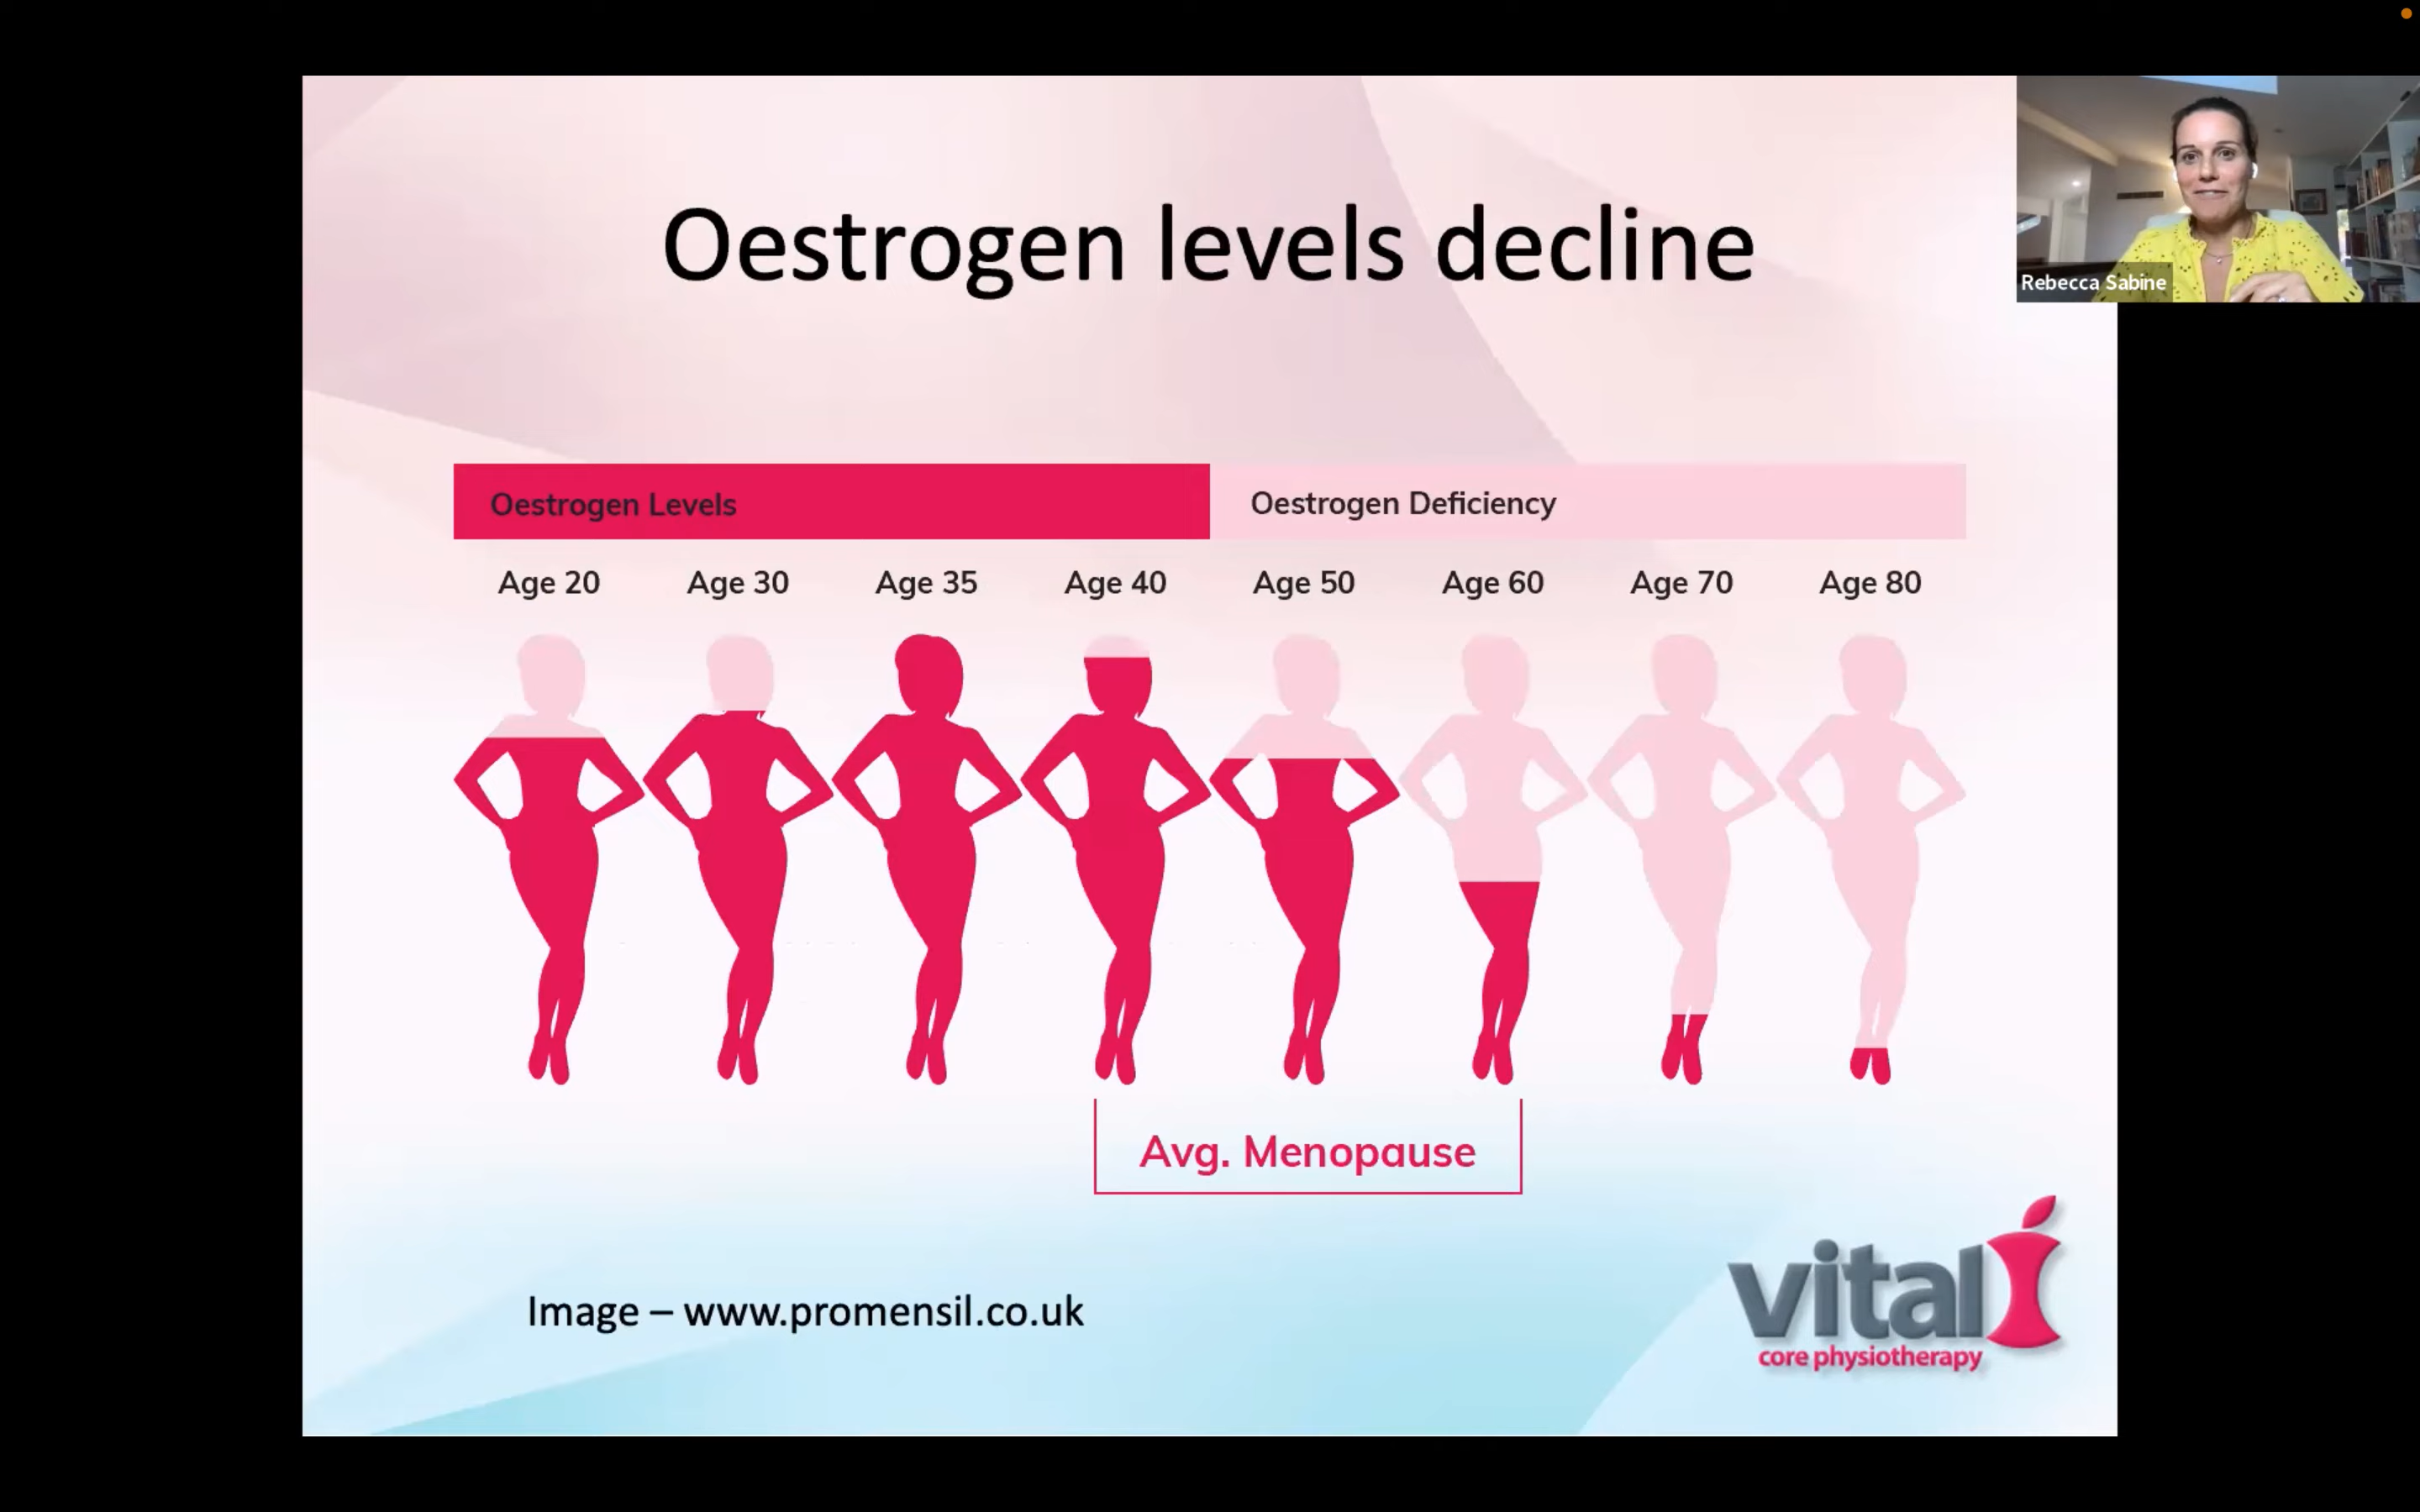 Oestrogen levels decline
Rebecca Sabine
Oestrogen Levels Oestrogen Deficiency
Age 20 Age 30 Age 35 Age 40 Age 50 Age 60 Age 70 Age 80
Avg. Menopause
Image – www.promensil.co.uk
vital
core physiotherapy